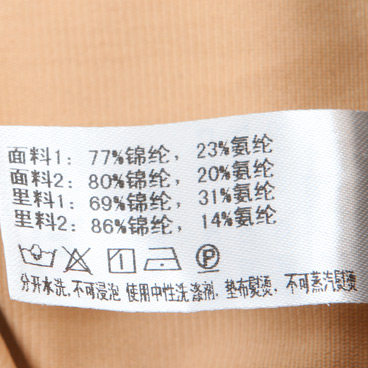 面料1：77%锦纶，23%氨纶
面料2：80%锦纶，20%氨纶
里料1：69%锦纶，31%氨纶
里料2：86%锦纶，14%氨纶
P
分开水洗，不可浸泡 使用中性洗涤剂，垫布熨烫，不可蒸汽熨烫